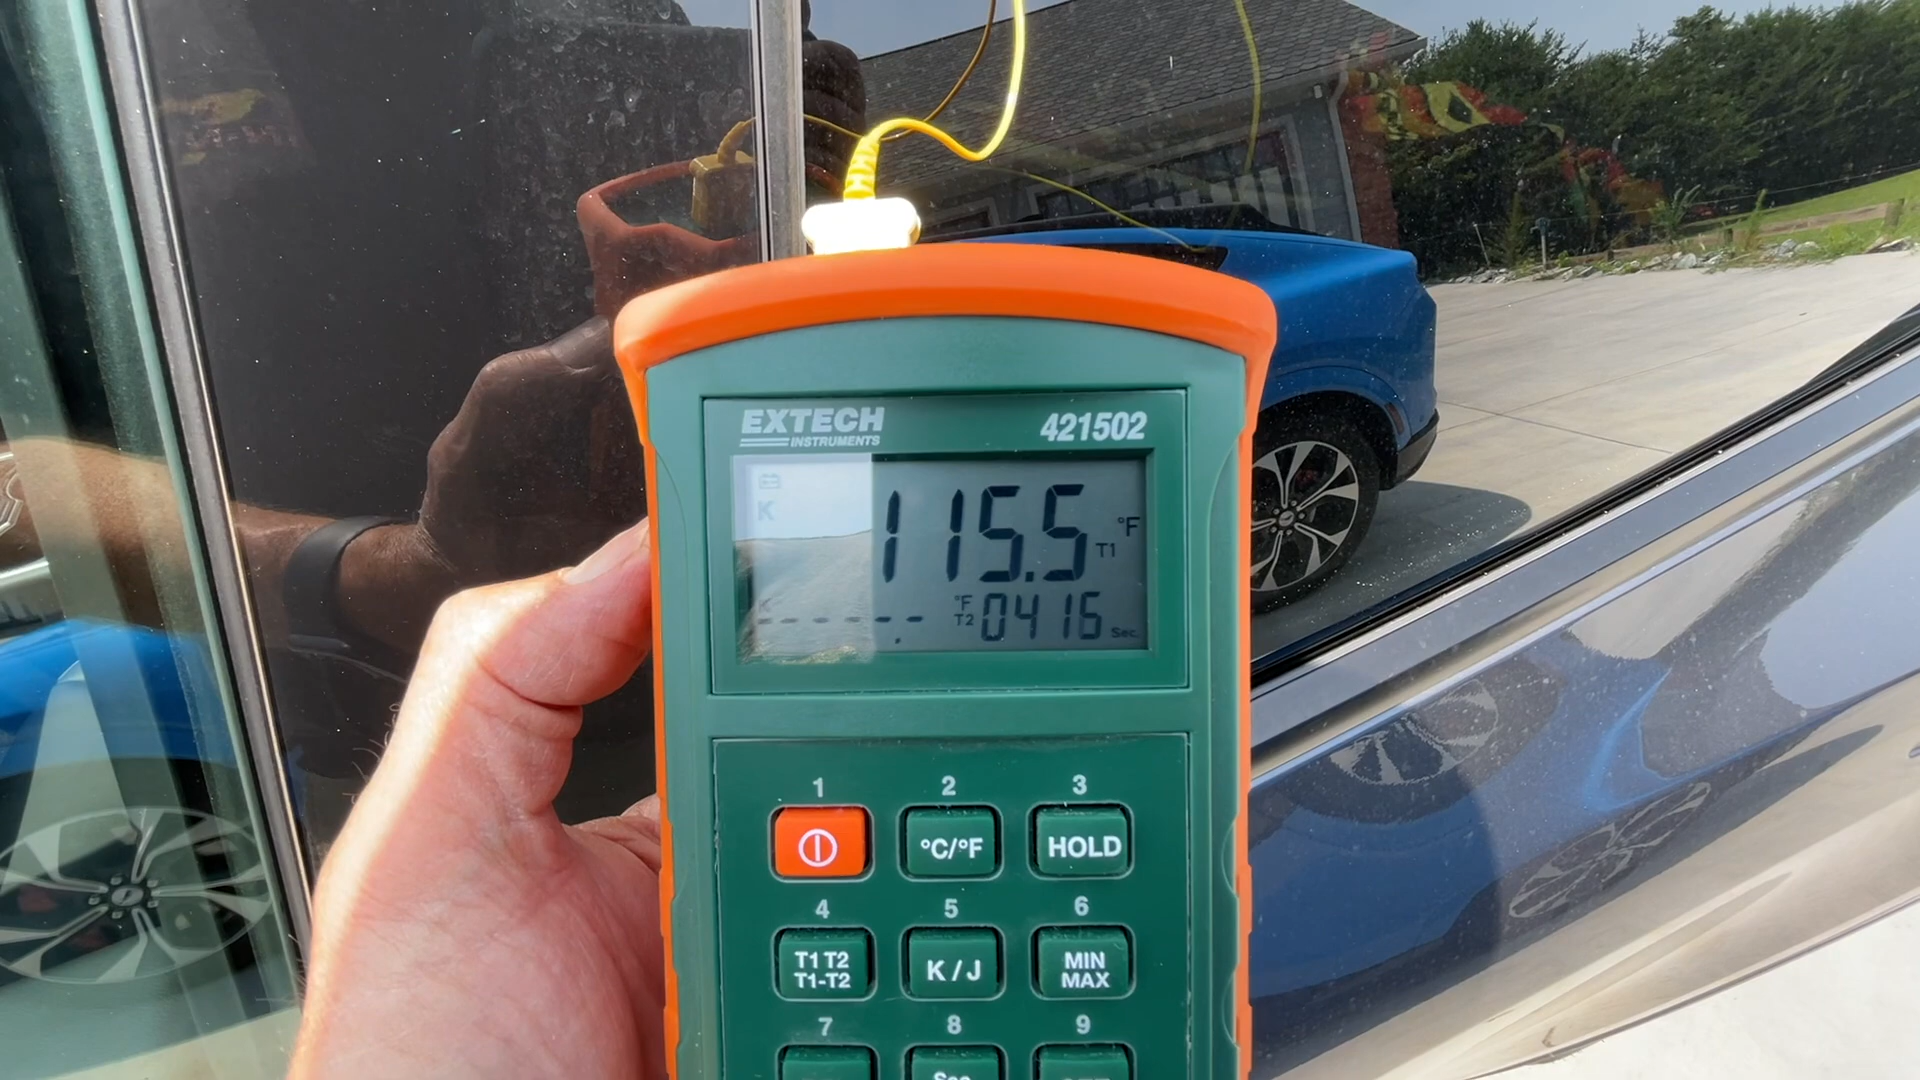 EXTECH
INSTRUMENTS
421502
K
115.5 °F
T1
K
----.- °F
T2 0415 Sec.
1 2 3
°C/°F HOLD
4 5 6
T1 T2
T1-T2
K / J
MIN
MAX
7 8 9